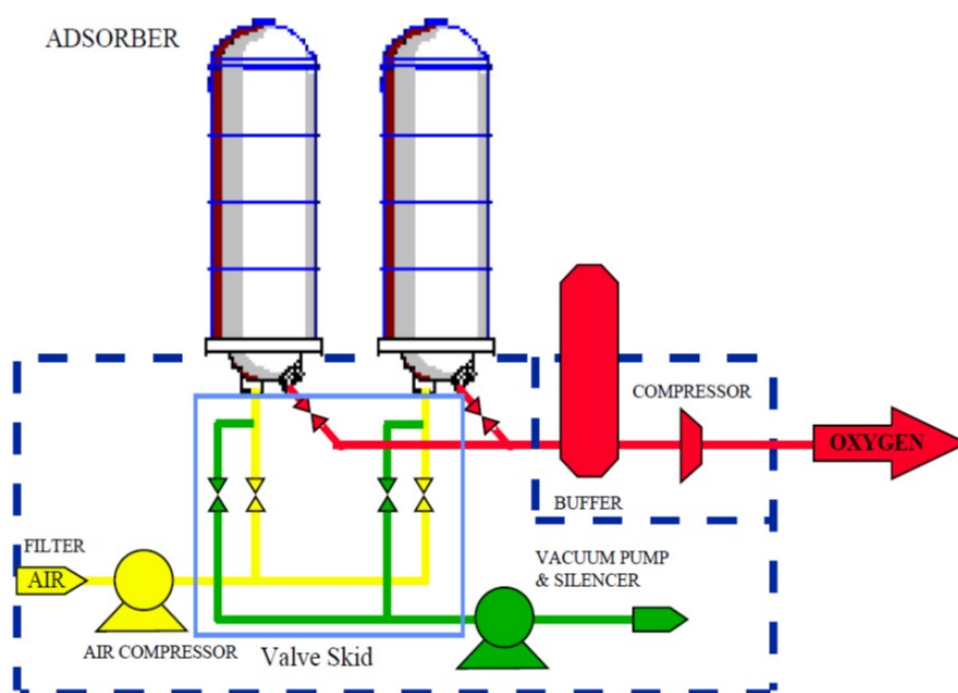 ADSORBER
COMPRESSOR
OXYGEN
BUFFER
FILTER
AIR
VACUUM PUMP
& SILENCER
AIR COMPRESSOR
Valve Skid